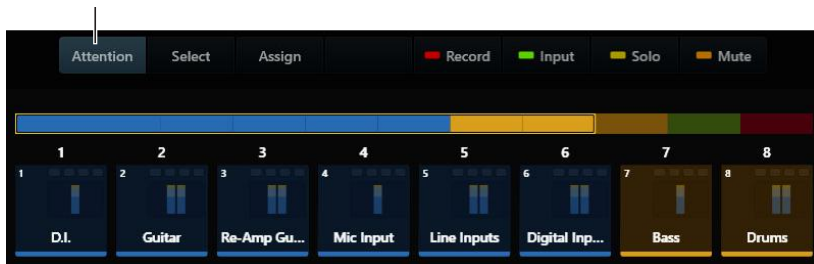 Attention Select Assign Record Input Solo Mute
1 2 3 4 5 6 7 8
1 2 3 4 5 6 7 8
D.I. Guitar Re-Amp Gu... Mic Input Line Inputs Digital Inp... Bass Drums